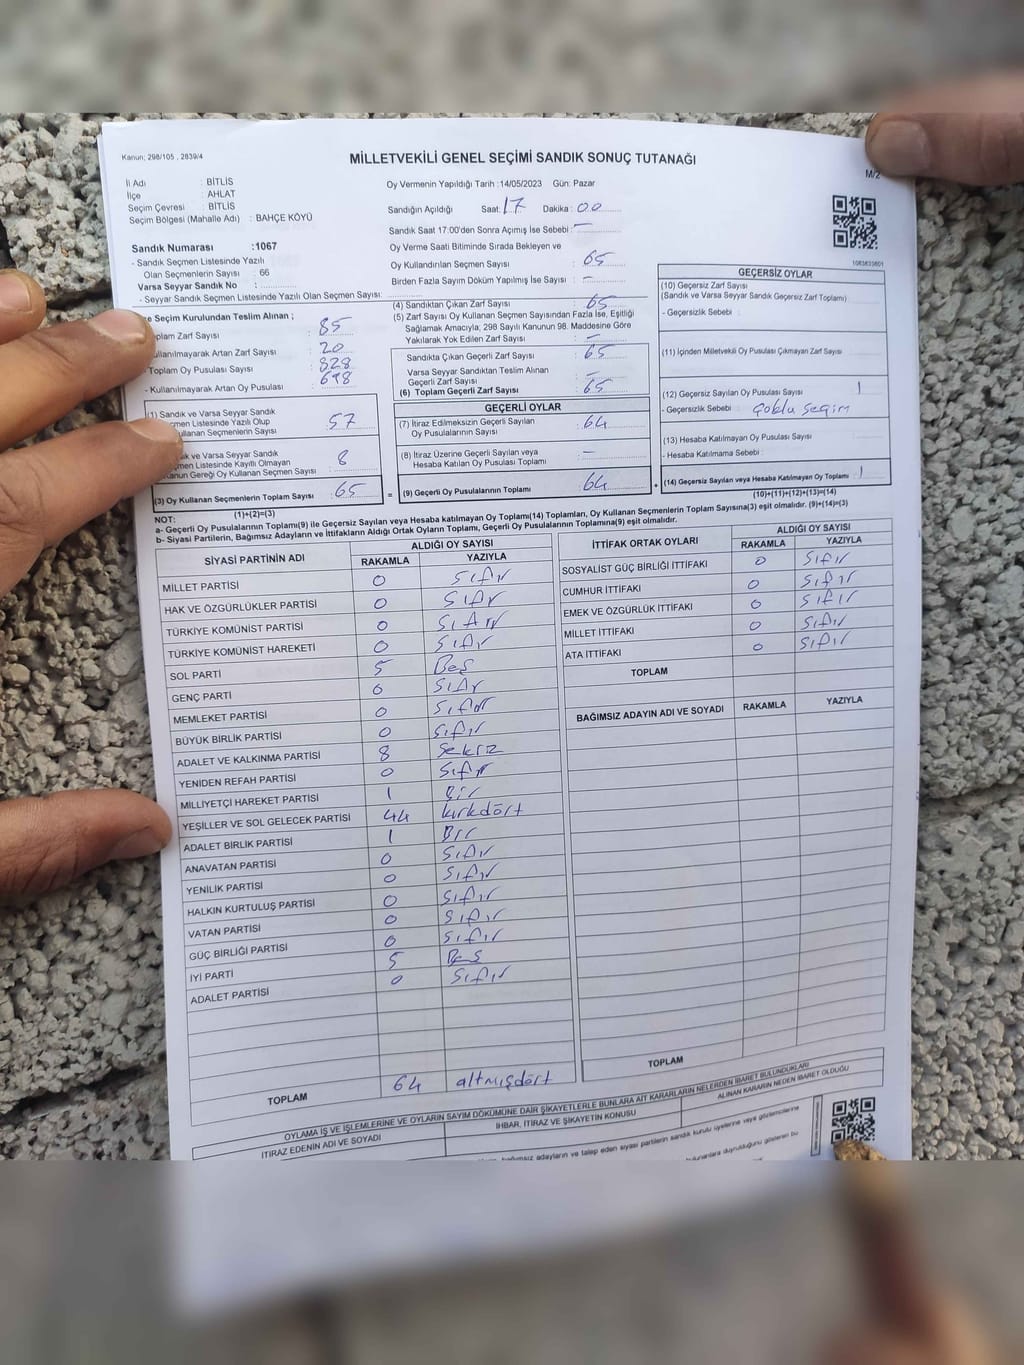 Kanun; 298/105 , 2839/4
MİLLETVEKİLİ GENEL SEÇİMİ SANDIK SONUÇ TUTANAĞI
M/2
İl Adı : BİTLİS
İlçe : AHLAT
Seçim Çevresi : BİTLİS
Seçim Bölgesi (Mahalle Adı) : BAHÇE KÖYÜ
Sandık Numarası :1067
- Sandık Seçmen Listesinde Yazılı
Olan Seçmenlerin Sayısı : 66
Varsa Seyyar Sandık No :
- Seyyar Sandık Seçmen Listesinde Yazılı Olan Seçmen Sayısı:
Oy Vermenin Yapıldığı Tarih :14/05/2023 Gün: Pazar
Sandığın Açıldığı Saat: 17 Dakika : 00
Sandık Saat 17:00'den Sonra Açımış İse Sebebi : -
Oy Verme Saati Bitiminde Sırada Bekleyen ve
Oy Kullandırılan Seçmen Sayısı : 65
Birden Fazla Sayım Döküm Yapılmış İse Sayısı : -
Seçim Kurulundan Teslim Alınan ;
Zarf Sayısı : 85
Artan Zarf Sayısı : 20
- Toplam Oy Pusulası Sayısı : 828
- Kullanılmayarak Artan Oy Pusulası :
(1) Sandık ve Varsa Seyyar Sandık
Listesinde Yazılı Olup
Seçmenlerin Sayısı : 57
ve Varsa Seyyar Sandık
Listesinde Kayıtlı Olmayan
Gereği Oy Kullanan Seçmen Sayısı : 8
(3) Oy Kullanan Seçmenlerin Toplam Sayısı : 65
(1)+(2)=(3)
(4) Sandıktan Çıkan Zarf Sayısı : 65
(5) Zarf Sayısı Oy Kullanan Seçmen Sayısından Fazla İse, Eşitliği
Sağlamak Amacıyla, 298 Sayılı Kanunun 98. Maddesine Göre
Yakılarak Yok Edilen Zarf Sayısı : -
Sandıkta Çıkan Geçerli Zarf Sayısı : 65
Varsa Seyyar Sandıktan Teslim Alınan
Geçerli Zarf Sayısı : -
(6) Toplam Geçerli Zarf Sayısı : 65
GEÇERLİ OYLAR
(7) İtiraz Edilmeksizin Geçerli Sayılan
Oy Pusulalarının Sayısı : 64
(8) İtiraz Üzerine Geçerli Sayılan veya
Hesaba Katılan Oy Pusulası Toplamı : -
= (9) Geçerli Oy Pusulalarının Toplamı : 64
1083633801
GEÇERSİZ OYLAR
(10) Geçersiz Zarf Sayısı
(Sandık ve Varsa Seyyar Sandık Geçersiz Zarf Toplamı)
- Geçersizlik Sebebi :
(11) İçinden Milletvekili Oy Pusulası Çıkmayan Zarf Sayısı :
(12) Geçersiz Sayılan Oy Pusulası Sayısı : 1
- Geçersizlik Sebebi : Çoklu seçim
(13) Hesaba Katılmayan Oy Pusulası Sayısı :
- Hesaba Katılmama Sebebi :
+ (14) Geçersiz Sayılan veya Hesaba Katılmayan Oy Toplamı : 1
(10)+(11)+(12)+(13)=(14)
NOT:
a- Geçerli Oy Pusulalarının Toplamı(9) ile Geçersiz Sayılan veya Hesaba katılmayan Oy Toplamı(14) Toplamları, Oy Kullanan Seçmenlerin Toplam Sayısına(3) eşit olmalıdır. (9)+(14)=(3)
b- Siyasi Partilerin, Bağımsız Adayların ve İttifakların Aldığı Ortak Oyların Toplamı, Geçerli Oy Pusulalarının Toplamına(9) eşit olmalıdır.
SİYASİ PARTİNİN ADI ALDIĞI OY SAYISI
RAKAMLA YAZIYLA
MİLLET PARTİSİ 0 sıfır
HAK VE ÖZGÜRLÜKLER PARTİSİ 0 sıfır
TÜRKİYE KOMÜNİST PARTİSİ 0 sıfır
TÜRKİYE KOMÜNİST HAREKETİ 0 sıfır
SOL PARTİ 5 Beş
GENÇ PARTİ 0 sıfır
MEMLEKET PARTİSİ 0 sıfır
BÜYÜK BİRLİK PARTİSİ 0 sıfır
ADALET VE KALKINMA PARTİSİ 8 sekiz
YENİDEN REFAH PARTİSİ 0 sıfır
MİLLİYETÇİ HAREKET PARTİSİ 1 Bir
YEŞİLLER VE SOL GELECEK PARTİSİ 44 kırkdört
ADALET BİRLİK PARTİSİ 1 Bir
ANAVATAN PARTİSİ 0 sıfır
YENİLİK PARTİSİ 0 sıfır
HALKIN KURTULUŞ PARTİSİ 0 sıfır
VATAN PARTİSİ 0 sıfır
GÜÇ BİRLİĞİ PARTİSİ 0 sıfır
İYİ PARTİ 5 Beş
ADALET PARTİSİ 0 sıfır
TOPLAM 64 altmışdört
İTTİFAK ORTAK OYLARI ALDIĞI OY SAYISI
RAKAMLA YAZIYLA
SOSYALİST GÜÇ BİRLİĞİ İTTİFAKI 0 sıfır
CUMHUR İTTİFAKI 0 sıfır
EMEK VE ÖZGÜRLÜK İTTİFAKI 0 sıfır
MİLLET İTTİFAKI 0 sıfır
ATA İTTİFAKI 0 sıfır
TOPLAM
BAĞIMSIZ ADAYIN ADI VE SOYADI RAKAMLA YAZIYLA
TOPLAM
OYLAMA İŞ VE İŞLEMLERİNE VE OYLARIN SAYIM DÖKÜMÜNE DAİR ŞİKAYETLERLE BUNLARA AİT KARARLARIN NELERDEN İBARET BULUNDUKLARI
İTİRAZ EDENİN ADI VE SOYADI İHBAR, İTİRAZ VE ŞİKAYETİN KONUSU ALINAN KARARIN NEDEN İBARET OLDUĞU
bağımsız adayların ve talep eden siyasi partilerin sandık kurulu üyelerine veya gözlemcilerine